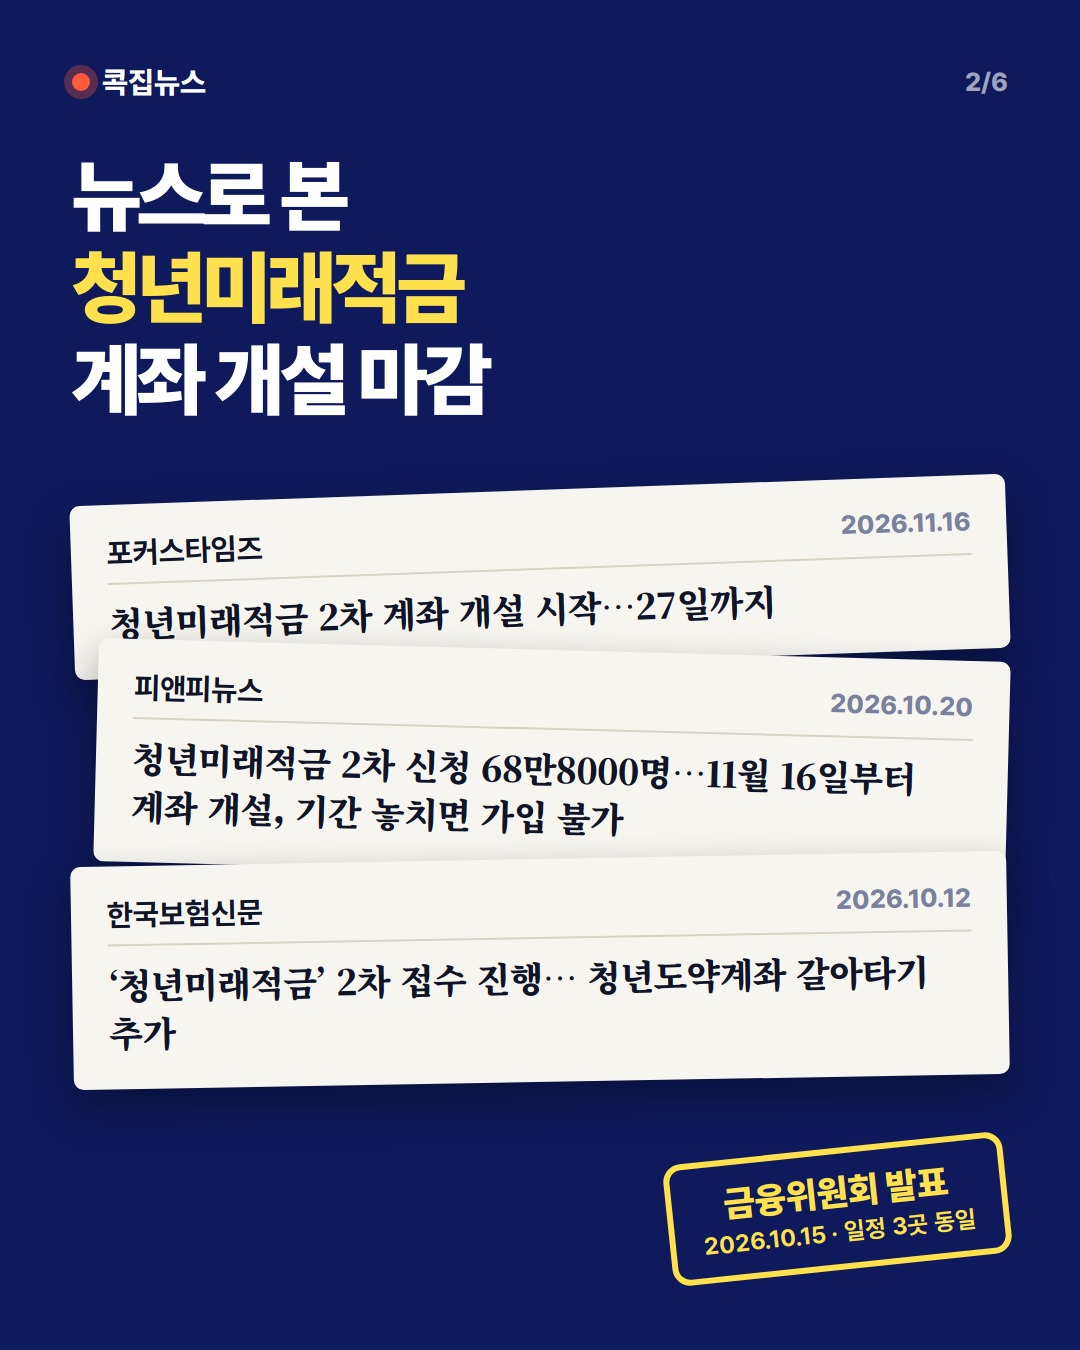 콕집뉴스
2/6
뉴스로 본
청년미래적금
계좌 개설 마감
포커스타임즈
2026.11.16
청년미래적금 2차 계좌 개설 시작…27일까지
피앤피뉴스
2026.10.20
청년미래적금 2차 신청 68만8000명…11월 16일부터
계좌 개설, 기간 놓치면 가입 불가
한국보험신문
2026.10.12
‘청년미래적금’ 2차 접수 진행… 청년도약계좌 갈아타기
추가
금융위원회 발표
2026.10.15 · 일정 3곳 동일